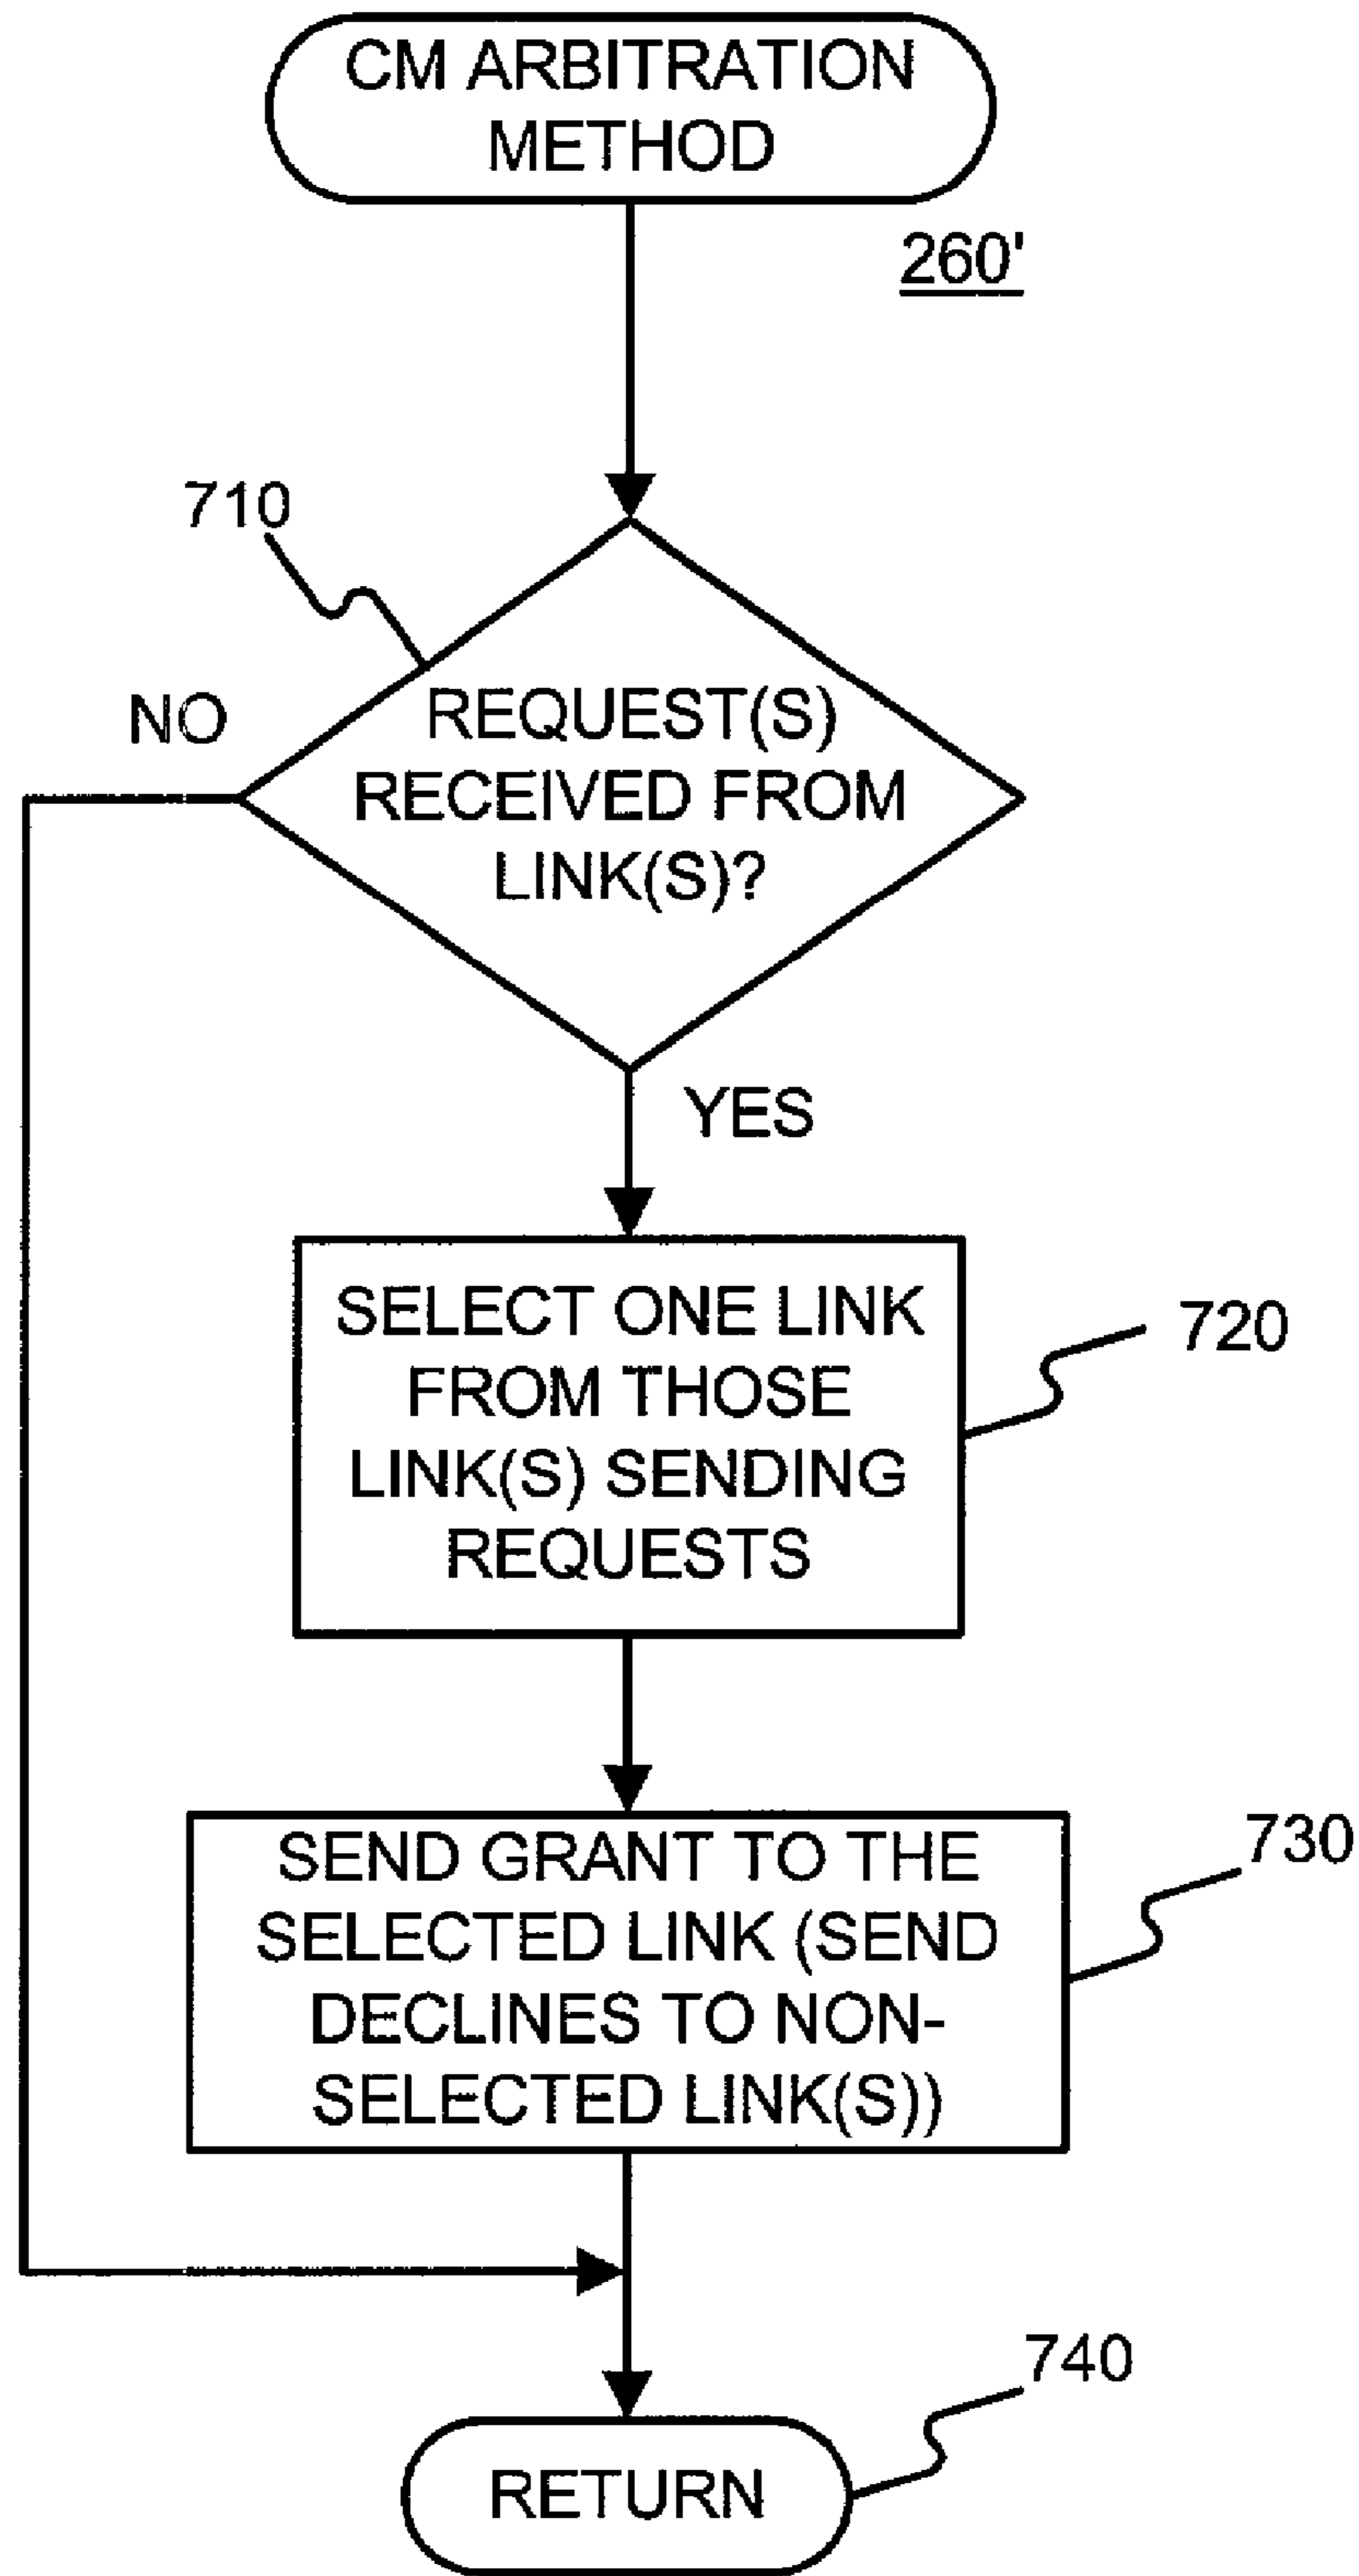 CM ARBITRATION
METHOD
260'
710
NO
REQUEST(S)
RECEIVED FROM
LINK(S)?
YES
SELECT ONE LINK
FROM THOSE
LINK(S) SENDING
REQUESTS
720
SEND GRANT TO THE
SELECTED LINK (SEND
DECLINES TO NON-
SELECTED LINK(S))
730
740
RETURN